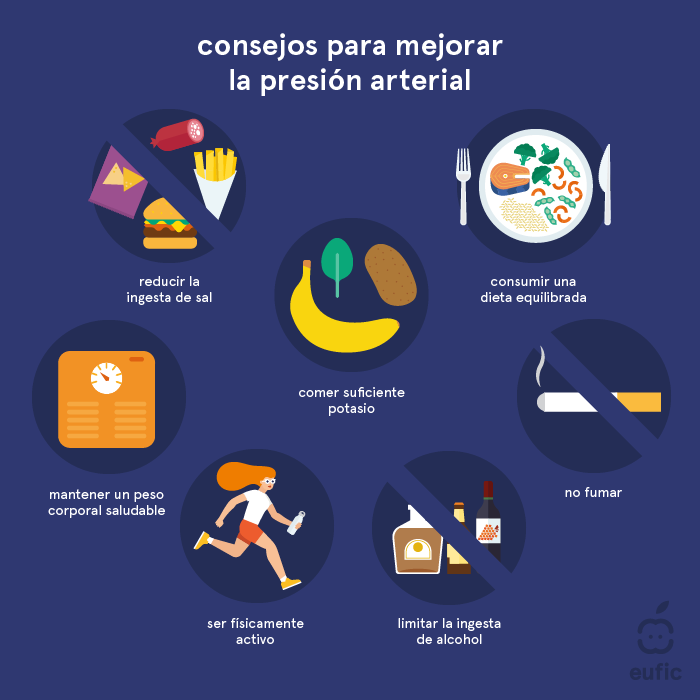 consejos para mejorar
la presión arterial
reducir la
ingesta de sal
consumir una
dieta equilibrada
comer suficiente
potasio
mantener un peso
corporal saludable
no fumar
ser físicamente
activo
limitar la ingesta
de alcohol
eufic